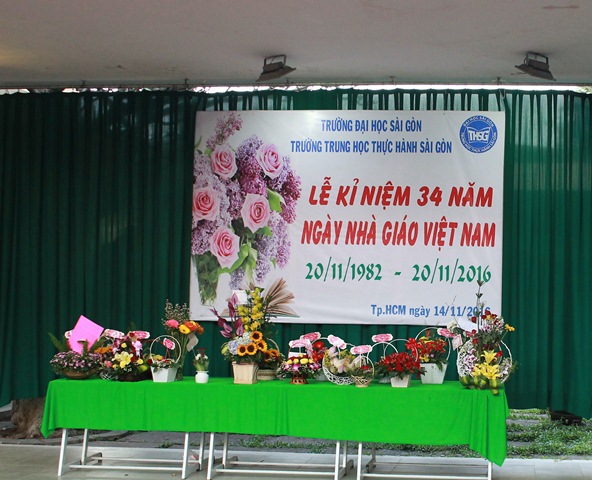 TRƯỜNG ĐẠI HỌC SÀI GÒN
TRƯỜNG TRUNG HỌC THỰC HÀNH SÀI GÒN
THSG
LỄ KỈ NIỆM 34 NĂM
NGÀY NHÀ GIÁO VIỆT NAM
20/11/1982 - 20/11/2016
Tp.HCM ngày 14/11/2016